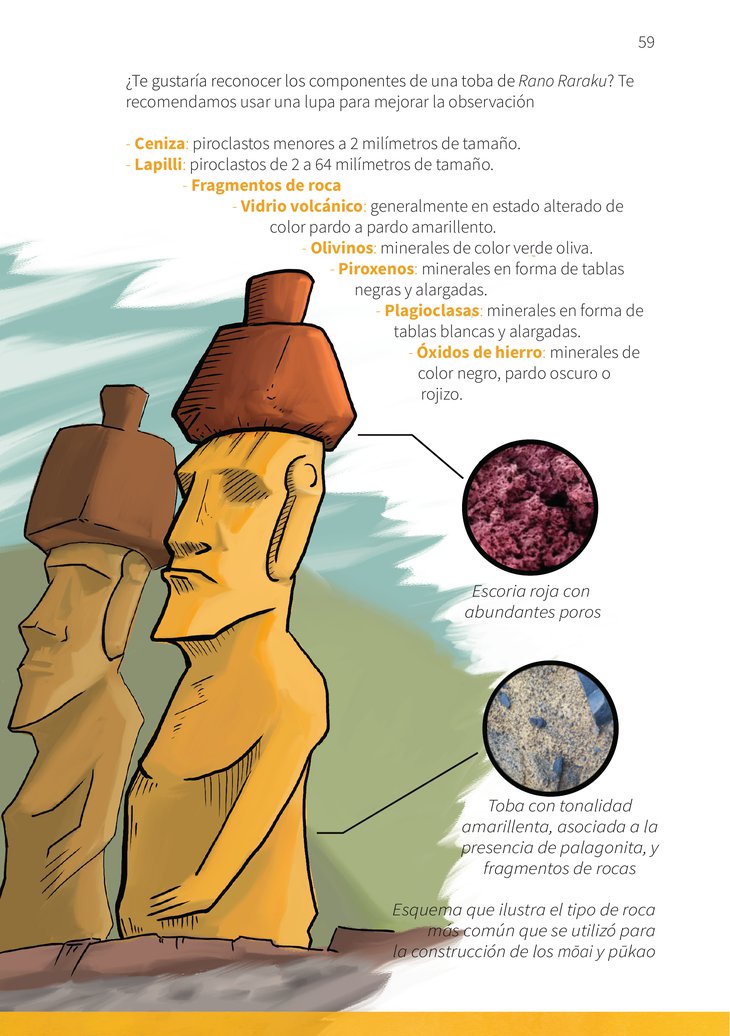 59
¿Te gustaría reconocer los componentes de una toba de Rano Raraku? Te
recomendamos usar una lupa para mejorar la observación
- Ceniza: piroclastos menores a 2 milímetros de tamaño.
- Lapilli: piroclastos de 2 a 64 milímetros de tamaño.
- Fragmentos de roca
- Vidrio volcánico: generalmente en estado alterado de
color pardo a pardo amarillento.
- Olivinos: minerales de color verde oliva.
- Piroxenos: minerales en forma de tablas
negras y alargadas.
- Plagioclasas: minerales en forma de
tablas blancas y alargadas.
- Óxidos de hierro: minerales de
color negro, pardo oscuro o
rojizo.
Escoria roja con
abundantes poros
Toba con tonalidad
amarillenta, asociada a la
presencia de palagonita, y
fragmentos de rocas
Esquema que ilustra el tipo de roca
más común que se utilizó para
la construcción de los mōai y pūkao